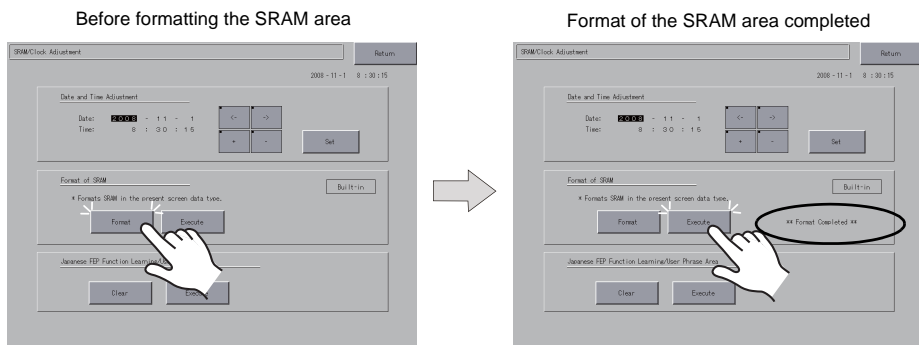 Before formatting the SRAM area
SRAM/Clock Adjustment
Return
2008 - 11 - 1 8 : 30 : 15
Date and Time Adjustment
Date: 2008 - 11 - 1
Time: 8 : 30 : 15
<- ->
+ -
Set
Format of SRAM
Built-in
* Formats SRAM in the present screen data type.
Format Execute
Japanese FEP Function Learning/
Clear
Format of the SRAM area completed
SRAM/Clock Adjustment
Return
2008 - 11 - 1 8 : 30 : 15
Date and Time Adjustment
Date: 2008 - 11 - 1
Time: 8 : 30 : 15
<- ->
+ -
Set
Format of SRAM
Built-in
* Formats SRAM in the present screen data type.
Format Execute
** Format Completed **
Japanese FEP Function Learning/User Phrase Area
Clear Execute